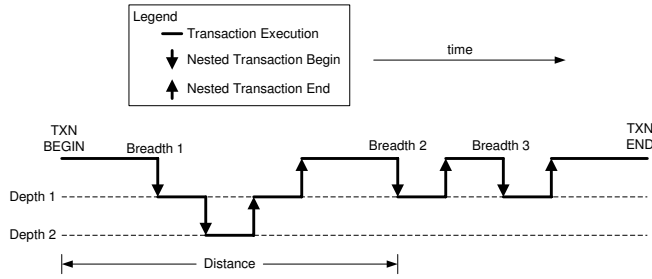 Legend
Transaction Execution
Nested Transaction Begin
Nested Transaction End
time
TXN
BEGIN
Breadth 1
Breadth 2
Breadth 3
TXN
END
Depth 1
Depth 2
Distance